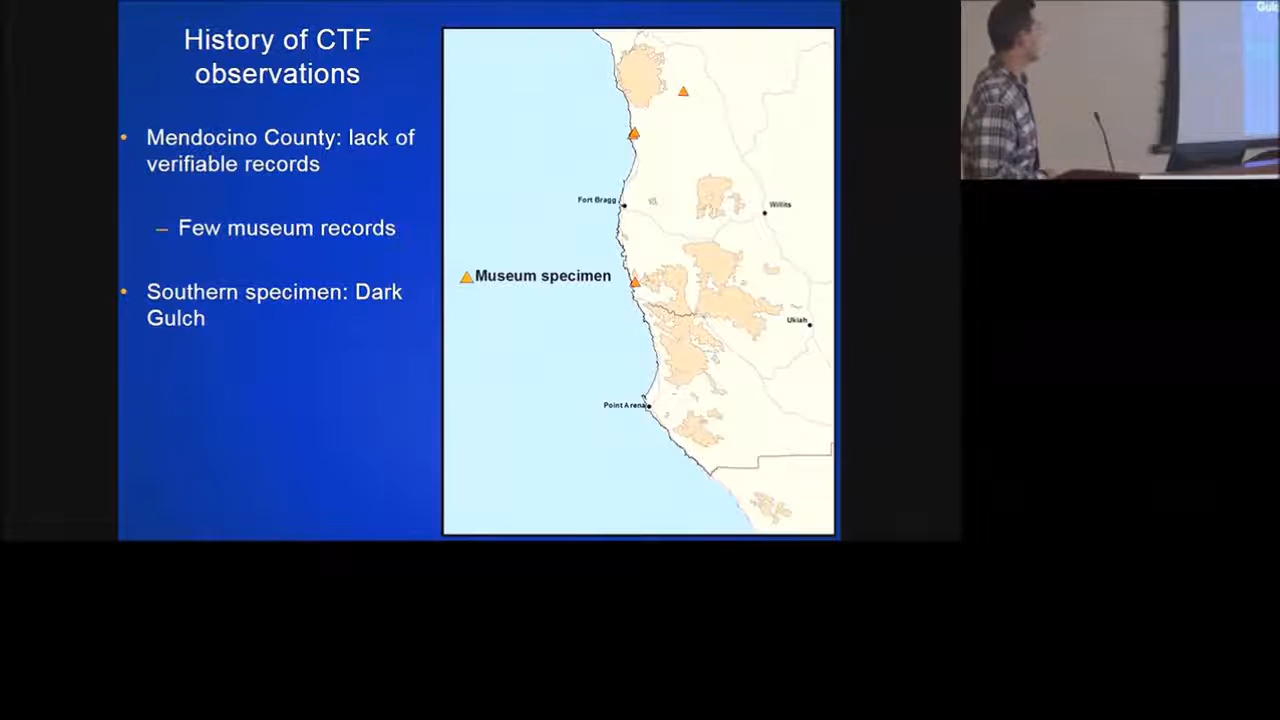 History of CTF
observations
• Mendocino County: lack of
verifiable records
– Few museum records
• Southern specimen: Dark
Gulch
Fort Bragg
Willits
Museum specimen
Ukiah
Point Arena
Gulc